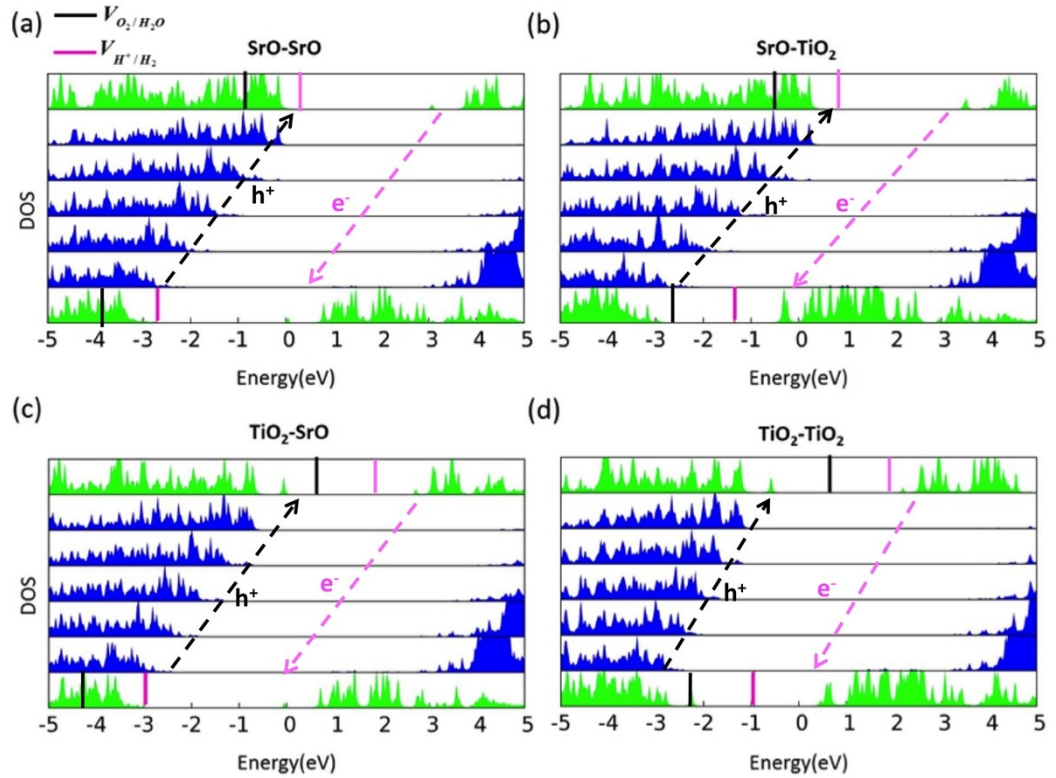 (a)
V_{O_2/H_2O}
V_{H^+/H_2}
SrO-SrO
(b)
SrO-TiO₂
DOS
h⁺
e⁻
h⁺
e⁻
-5 -4 -3 -2 -1 0 1 2 3 4 5
-5 -4 -3 -2 -1 0 1 2 3 4 5
Energy(eV)
Energy(eV)
(c)
TiO₂-SrO
(d)
TiO₂-TiO₂
DOS
h⁺
e⁻
h⁺
e⁻
-5 -4 -3 -2 -1 0 1 2 3 4 5
-5 -4 -3 -2 -1 0 1 2 3 4 5
Energy(eV)
Energy(eV)